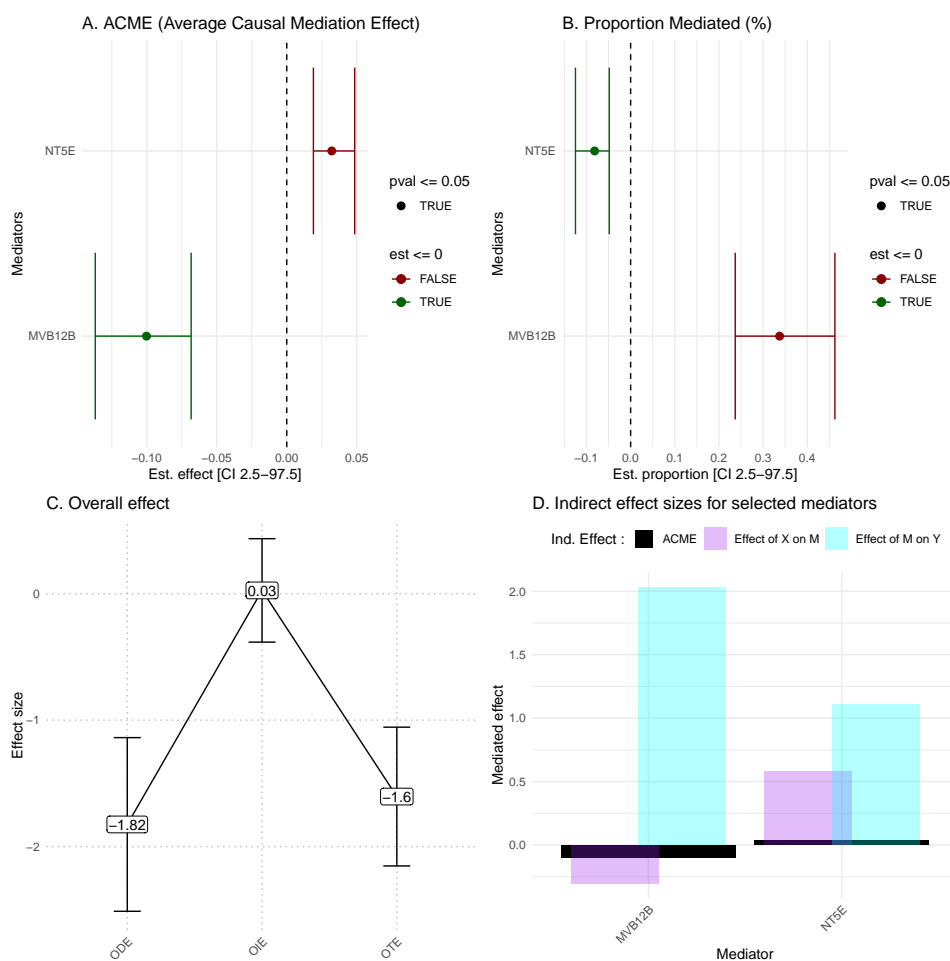 A. ACME (Average Causal Mediation Effect)
Mediators
NT5E
MVB12B
−0.10
−0.05
0.00
0.05
Est. effect [CI 2.5−97.5]
pval <= 0.05
TRUE
est <= 0
FALSE
TRUE
B. Proportion Mediated (%)
Mediators
NT5E
MVB12B
−0.1
0.0
0.1
0.2
0.3
0.4
Est. proportion [CI 2.5−97.5]
pval <= 0.05
TRUE
est <= 0
FALSE
TRUE
C. Overall effect
Effect size
0
−1
−2
−1.82
0.03
−1.6
ODE
OIE
OTE
D. Indirect effect sizes for selected mediators
Ind. Effect : ACME Effect of X on M Effect of M on Y
Mediated effect
2.0
1.5
1.0
0.5
0.0
MVB12B
NT5E
Mediator